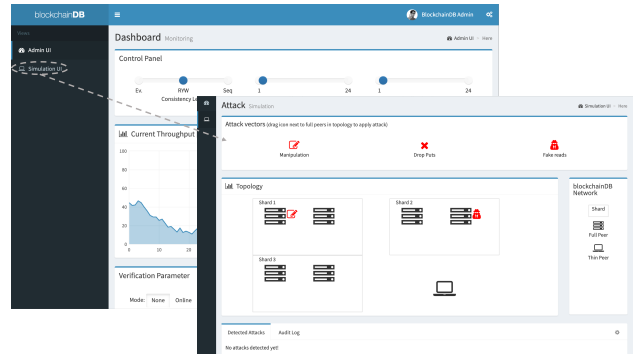 blockchainDB
BlockchainDB Admin
Views
Admin UI
Simulation UI
Dashboard Monitoring
Admin UI > Here
Control Panel
Ev. RYW Seq 1 24 1 24
Consistency Le
Current Throughput
100
80
60
40
20
0
0 10 20
Verification Parameter
Mode: None Online
Attack Simulation
Simulation UI > Here
Attack vectors (drag icon next to full peers in topology to apply attack)
Manipulation Drop Puts Fake reads
Topology
Shard 1 Shard 2
Shard 3
blockchainDB
Network
Shard
Full Peer
Thin Peer
Detected Attacks Audit Log
No attacks detected yet!